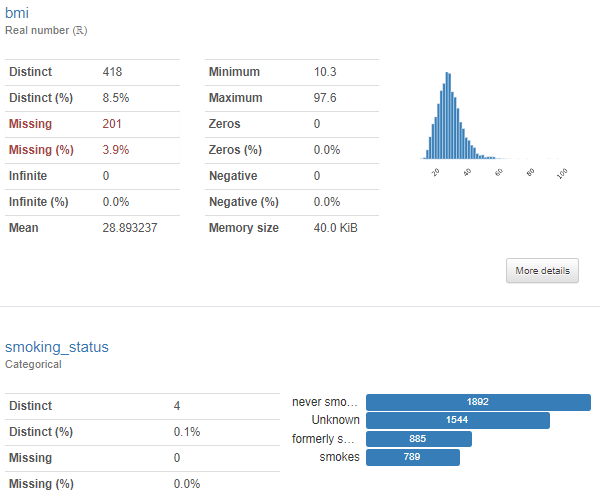 bmi
Real number (ℝ)
Distinct 418 Minimum 10.3
Distinct (%) 8.5% Maximum 97.6
Missing 201 Zeros 0
Missing (%) 3.9% Zeros (%) 0.0%
Infinite 0 Negative 0
Infinite (%) 0.0% Negative (%) 0.0%
Mean 28.893237 Memory size 40.0 KiB
20 40 60 80 100
More details
smoking_status
Categorical
Distinct 4
Distinct (%) 0.1%
Missing 0
Missing (%) 0.0%
never smo... 1892
Unknown 1544
formerly s... 885
smokes 789